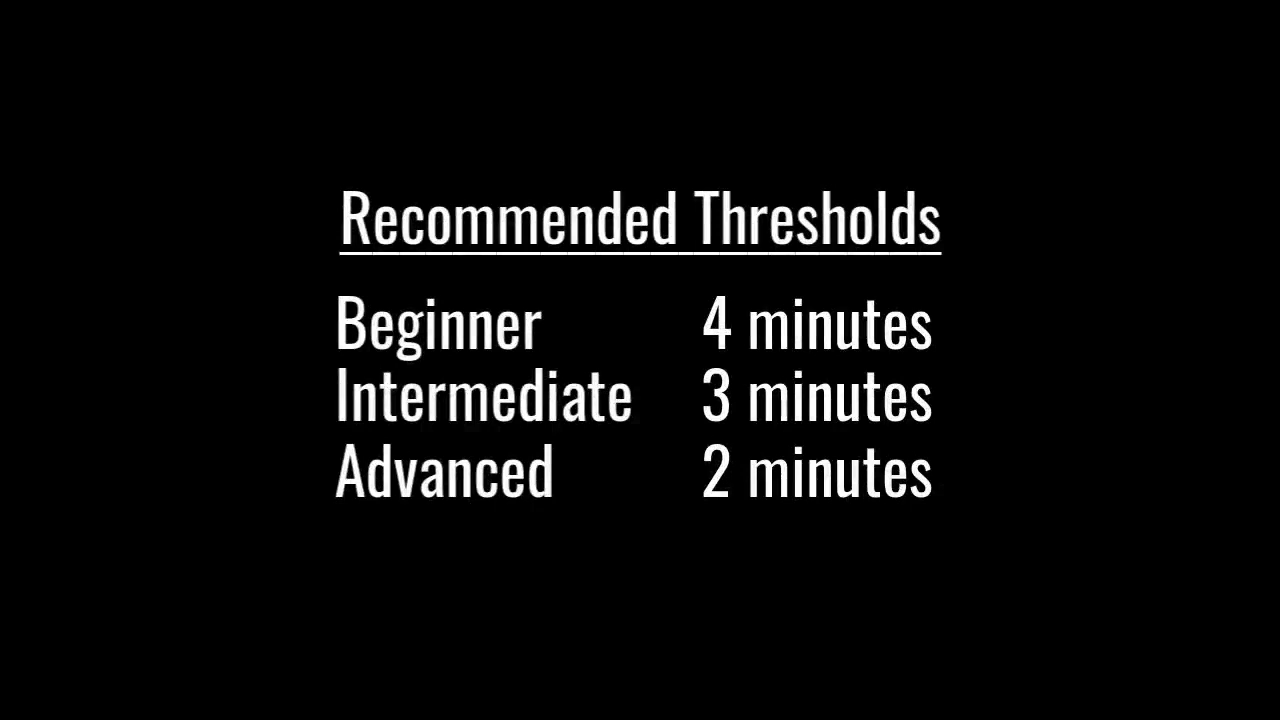 Recommended Thresholds
Beginner 4 minutes
Intermediate 3 minutes
Advanced 2 minutes